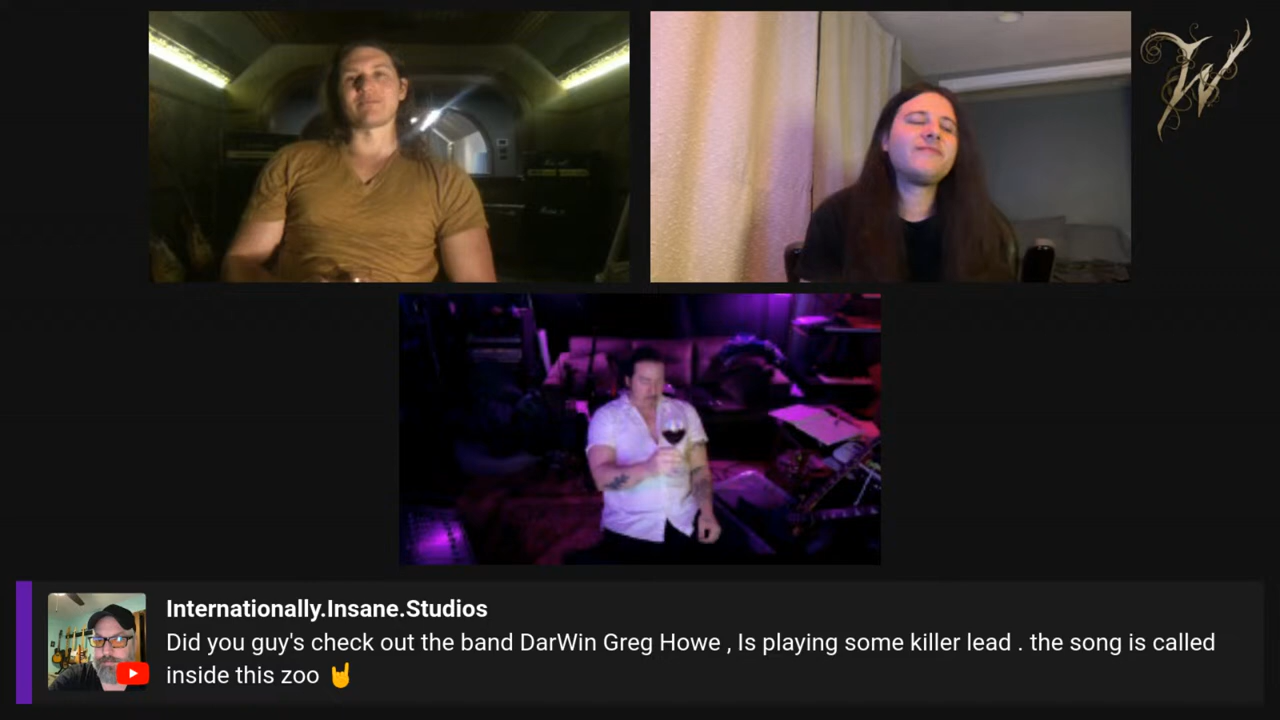 W
Internationally.Insane.Studios
Did you guy's check out the band DarWin Greg Howe , Is playing some killer lead . the song is called
inside this zoo 🤘